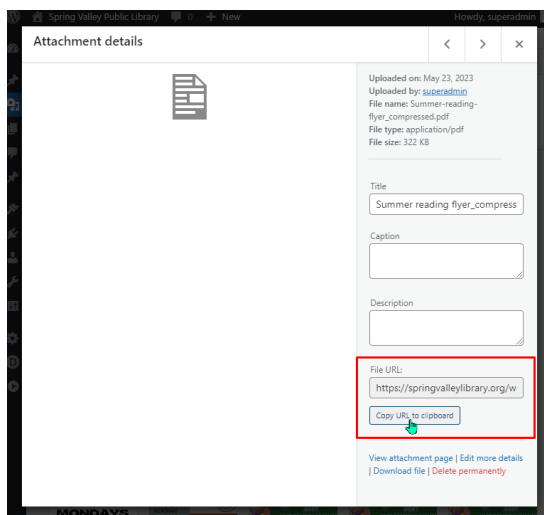 Spring Valley Public Library 0 + New Howdy, superadmin
Attachment details
Uploaded on: May 23, 2023
Uploaded by: superadmin
File name: Summer-reading-
flyer_compressed.pdf
File type: application/pdf
File size: 322 KB
Title
Summer reading flyer_compress
Caption
Description
File URL:
https://springvalleylibrary.org/w
Copy URL to clipboard
View attachment page | Edit more details
| Download file | Delete permanently
MONDAYS